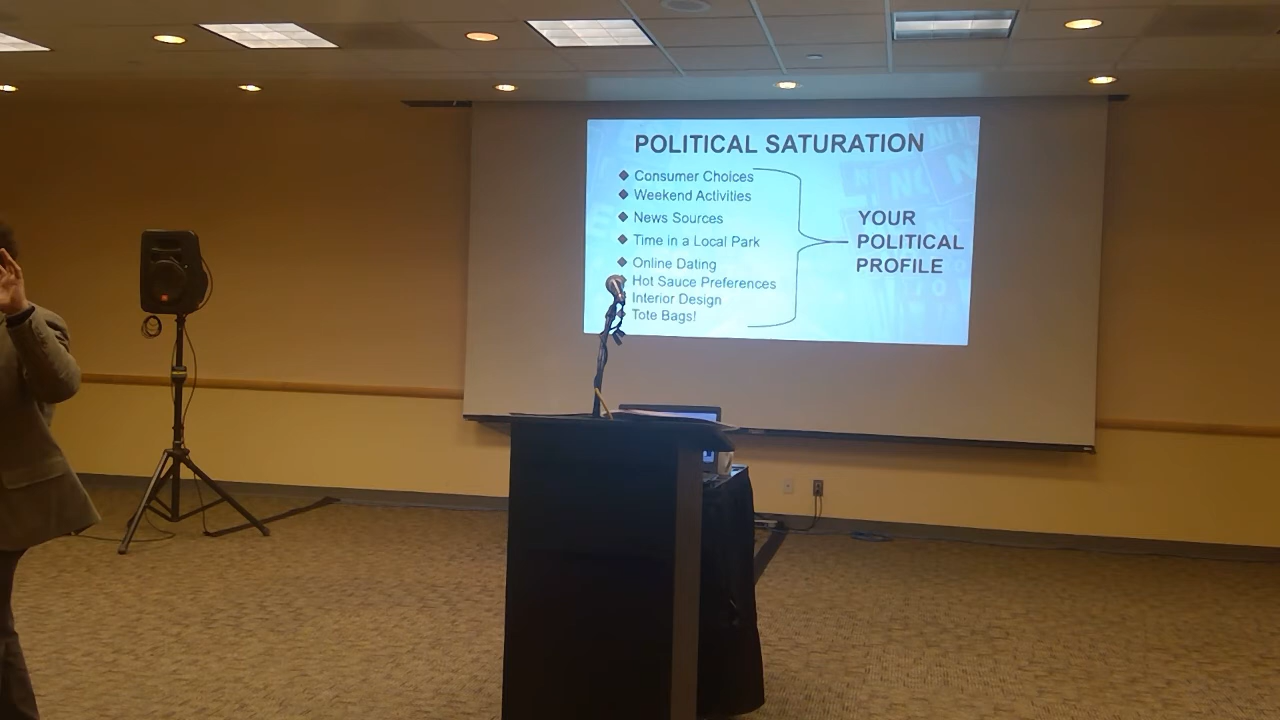 POLITICAL SATURATION
Consumer Choices
Weekend Activities
News Sources
Time in a Local Park
Online Dating
Hot Sauce Preferences
Interior Design
Tote Bags!
YOUR
POLITICAL
PROFILE